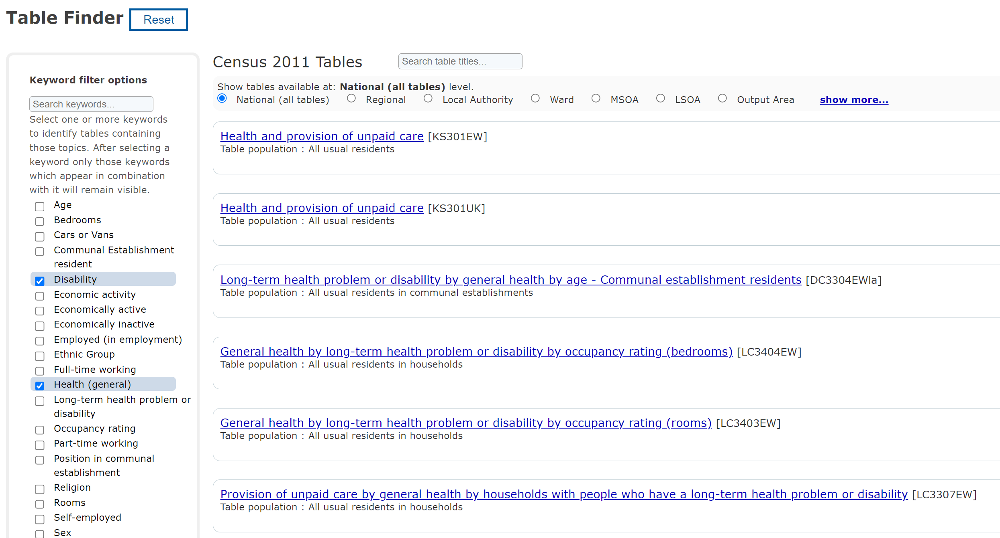 Table Finder Reset
Keyword filter options
Search keywords...
Select one or more keywords
to identify tables containing
those topics. After selecting a
keyword only those keywords
which appear in combination
with it will remain visible.
Age
Bedrooms
Cars or Vans
Communal Establishment
resident
Disability
Economic activity
Economically active
Economically inactive
Employed (in employment)
Ethnic Group
Full-time working
Health (general)
Long-term health problem or
disability
Occupancy rating
Part-time working
Position in communal
establishment
Religion
Rooms
Self-employed
Sex
Census 2011 Tables Search table titles...
Show tables available at: National (all tables) level.
National (all tables) Regional Local Authority Ward MSOA LSOA Output Area show more...
Health and provision of unpaid care [KS301EW]
Table population : All usual residents
Health and provision of unpaid care [KS301UK]
Table population : All usual residents
Long-term health problem or disability by general health by age - Communal establishment residents [DC3304EWla]
Table population : All usual residents in communal establishments
General health by long-term health problem or disability by occupancy rating (bedrooms) [LC3404EW]
Table population : All usual residents in households
General health by long-term health problem or disability by occupancy rating (rooms) [LC3403EW]
Table population : All usual residents in households
Provision of unpaid care by general health by households with people who have a long-term health problem or disability [LC3307EW]
Table population : All usual residents in households